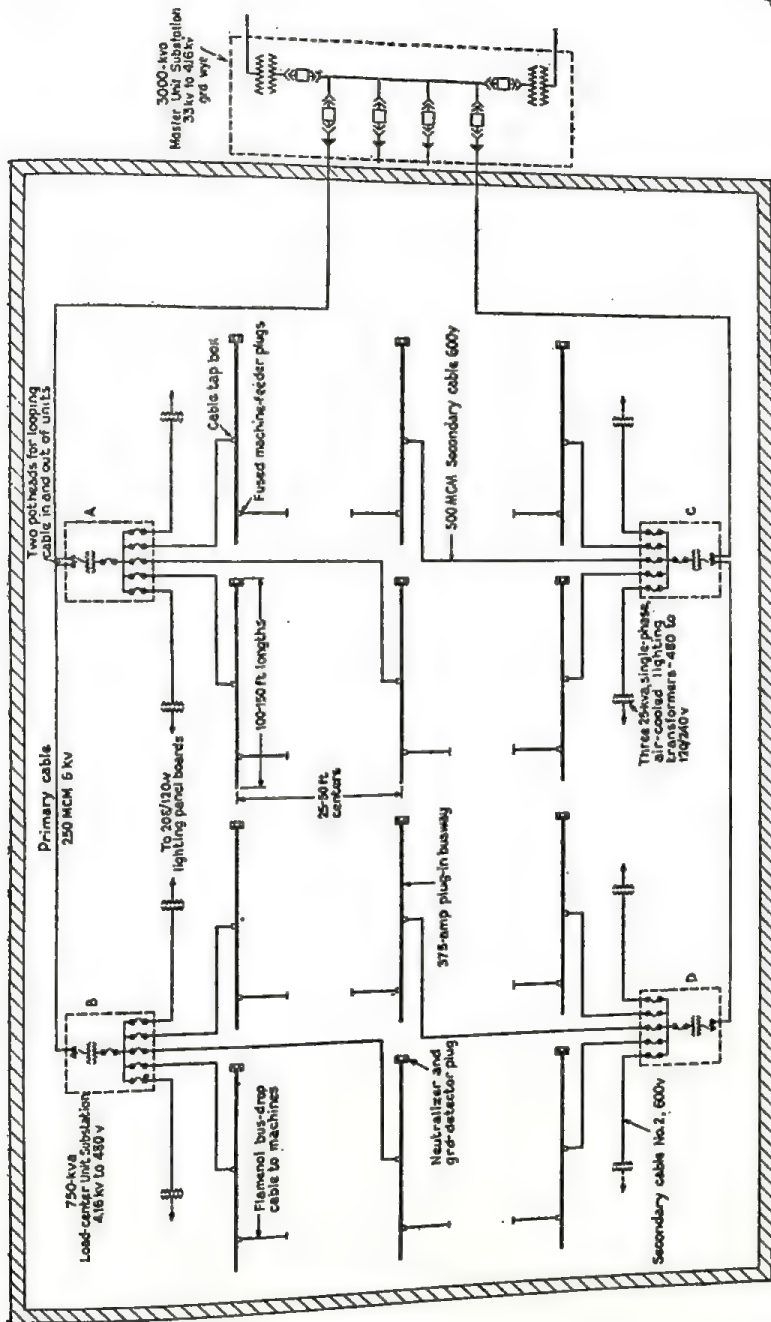 3000-kva
Master Unit Substation
33kv to 4.16kv
grd wye
Two potheads for looping
cable in and out of units
Primary cable
250 MCM 5 kv
A
Cable tap box
Fused machine-feeder plugs
To 208/120-v
lighting panel boards
100-150 ft lengths
25-50 ft
centers
500 MCM Secondary cable 600v
B
750-kva
Load-center Unit Substation
4.16 kv to 480 v
Flamenol bus-drop
cable to machines
375-amp plug-in busway
Neutralizer and
grd-detector plug
C
Three 25-kva, single-phase,
air-cooled lighting
transformers-480 to
120/240 v
D
Secondary cable No.2, 600v